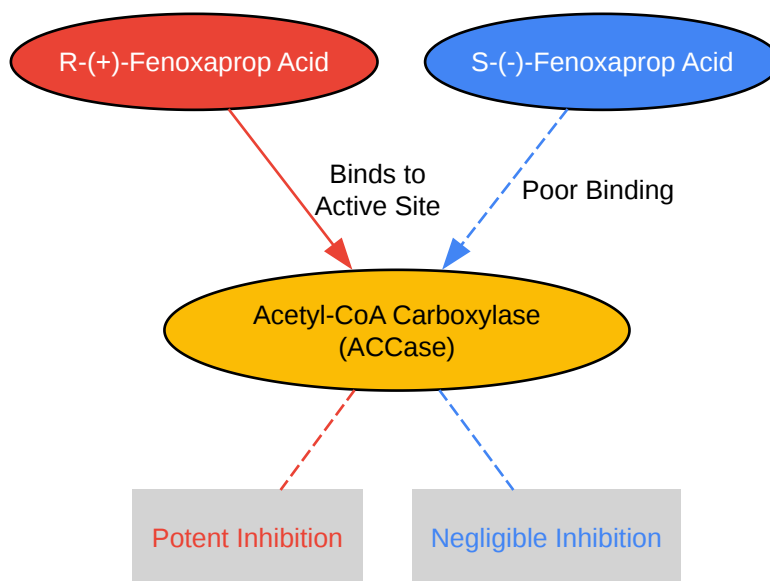 R-(+)-Fenoxaprop Acid
S-(-)-Fenoxaprop Acid
Binds to
Active Site
Poor Binding
Acetyl-CoA Carboxylase
(ACCase)
Potent Inhibition
Negligible Inhibition